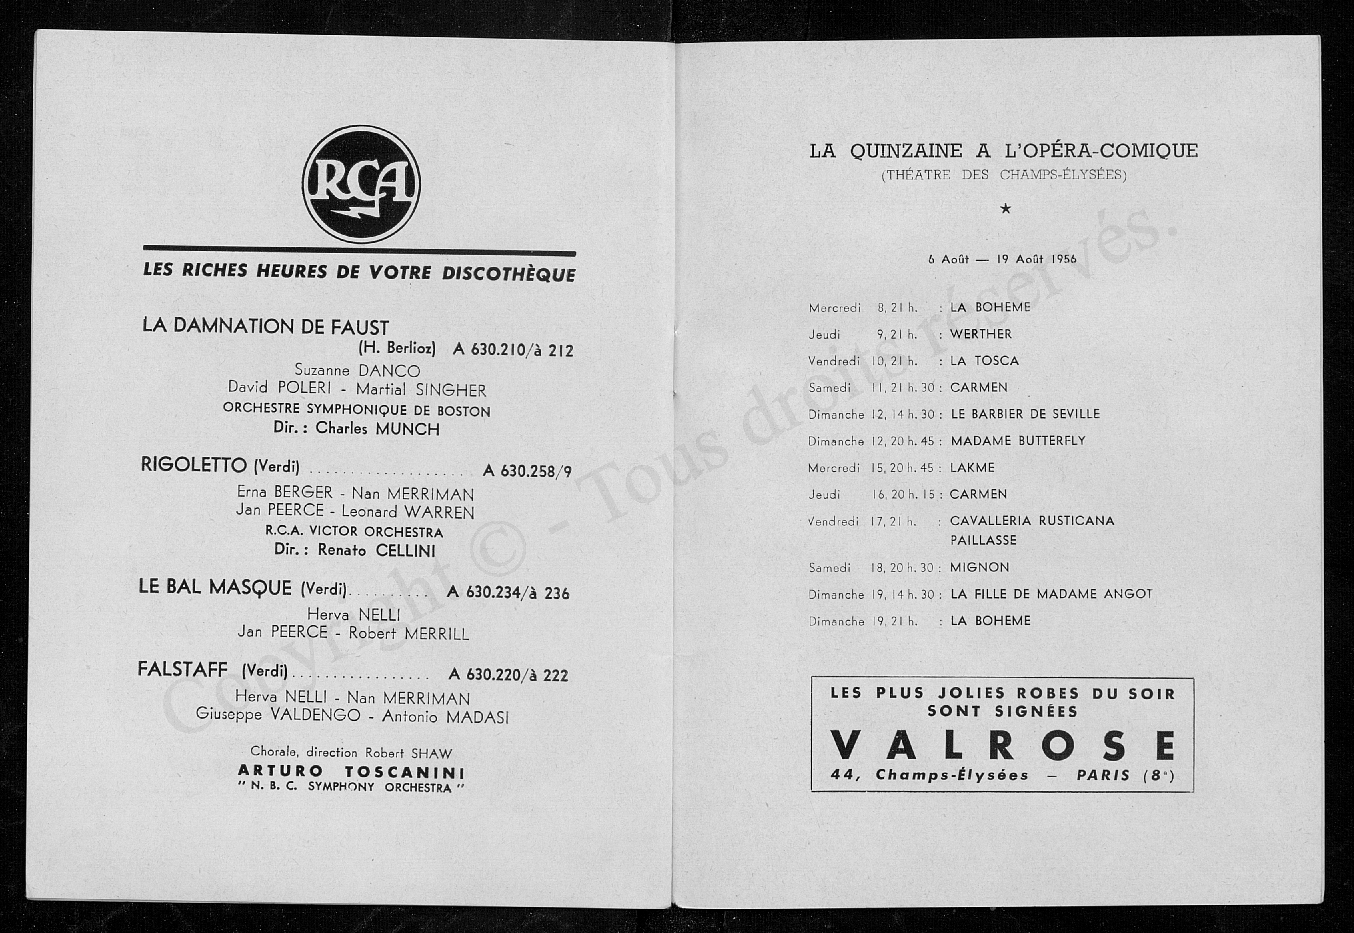 RCA
LES RICHES HEURES DE VOTRE DISCOTHÈQUE
LA DAMNATION DE FAUST
(H. Berlioz) A 630.210/à 212
Suzanne DANCO
David POLERI - Martial SINGHER
ORCHESTRE SYMPHONIQUE DE BOSTON
Dir. : Charles MUNCH
RIGOLETTO (Verdi) . . . . . . . . . . . . . . . . . . . A 630.258/9
Erna BERGER - Nan MERRIMAN
Jan PEERCE - Leonard WARREN
R.C.A. VICTOR ORCHESTRA
Dir. : Renato CELLINI
LE BAL MASQUE (Verdi). . . . . . . . . . A 630.234/à 236
Herva NELLI
Jan PEERCE - Robert MERRILL
FALSTAFF (Verdi). . . . . . . . . . . . . . . . . A 630.220/à 222
Herva NELLI - Nan MERRIMAN
Giuseppe VALDENGO - Antonio MADASI
Chorale, direction Robert SHAW
ARTURO TOSCANINI
" N. B. C. SYMPHONY ORCHESTRA "
LA QUINZAINE A L'OPÉRA-COMIQUE
(THÉATRE DES CHAMPS-ÉLYSÉES)
★
6 Août — 19 Août 1956
Mercredi 8, 21 h. : LA BOHEME
Jeudi 9, 21 h. : WERTHER
Vendredi 10, 21 h. : LA TOSCA
Samedi 11, 21 h. 30 : CARMEN
Dimanche 12, 14 h. 30 : LE BARBIER DE SEVILLE
Dimanche 12, 20 h. 45 : MADAME BUTTERFLY
Mercredi 15, 20 h. 45 : LAKME
Jeudi 16, 20 h. 15 : CARMEN
Vendredi 17, 21 h. : CAVALLERIA RUSTICANA
PAILLASSE
Samedi 18, 20 h. 30 : MIGNON
Dimanche 19, 14 h. 30 : LA FILLE DE MADAME ANGOT
Dimanche 19, 21 h. : LA BOHEME
LES PLUS JOLIES ROBES DU SOIR
SONT SIGNÉES
VALROSE
44, Champs-Élysées — PARIS (8ᵉ)
Copyright © - Tous droits réservés.